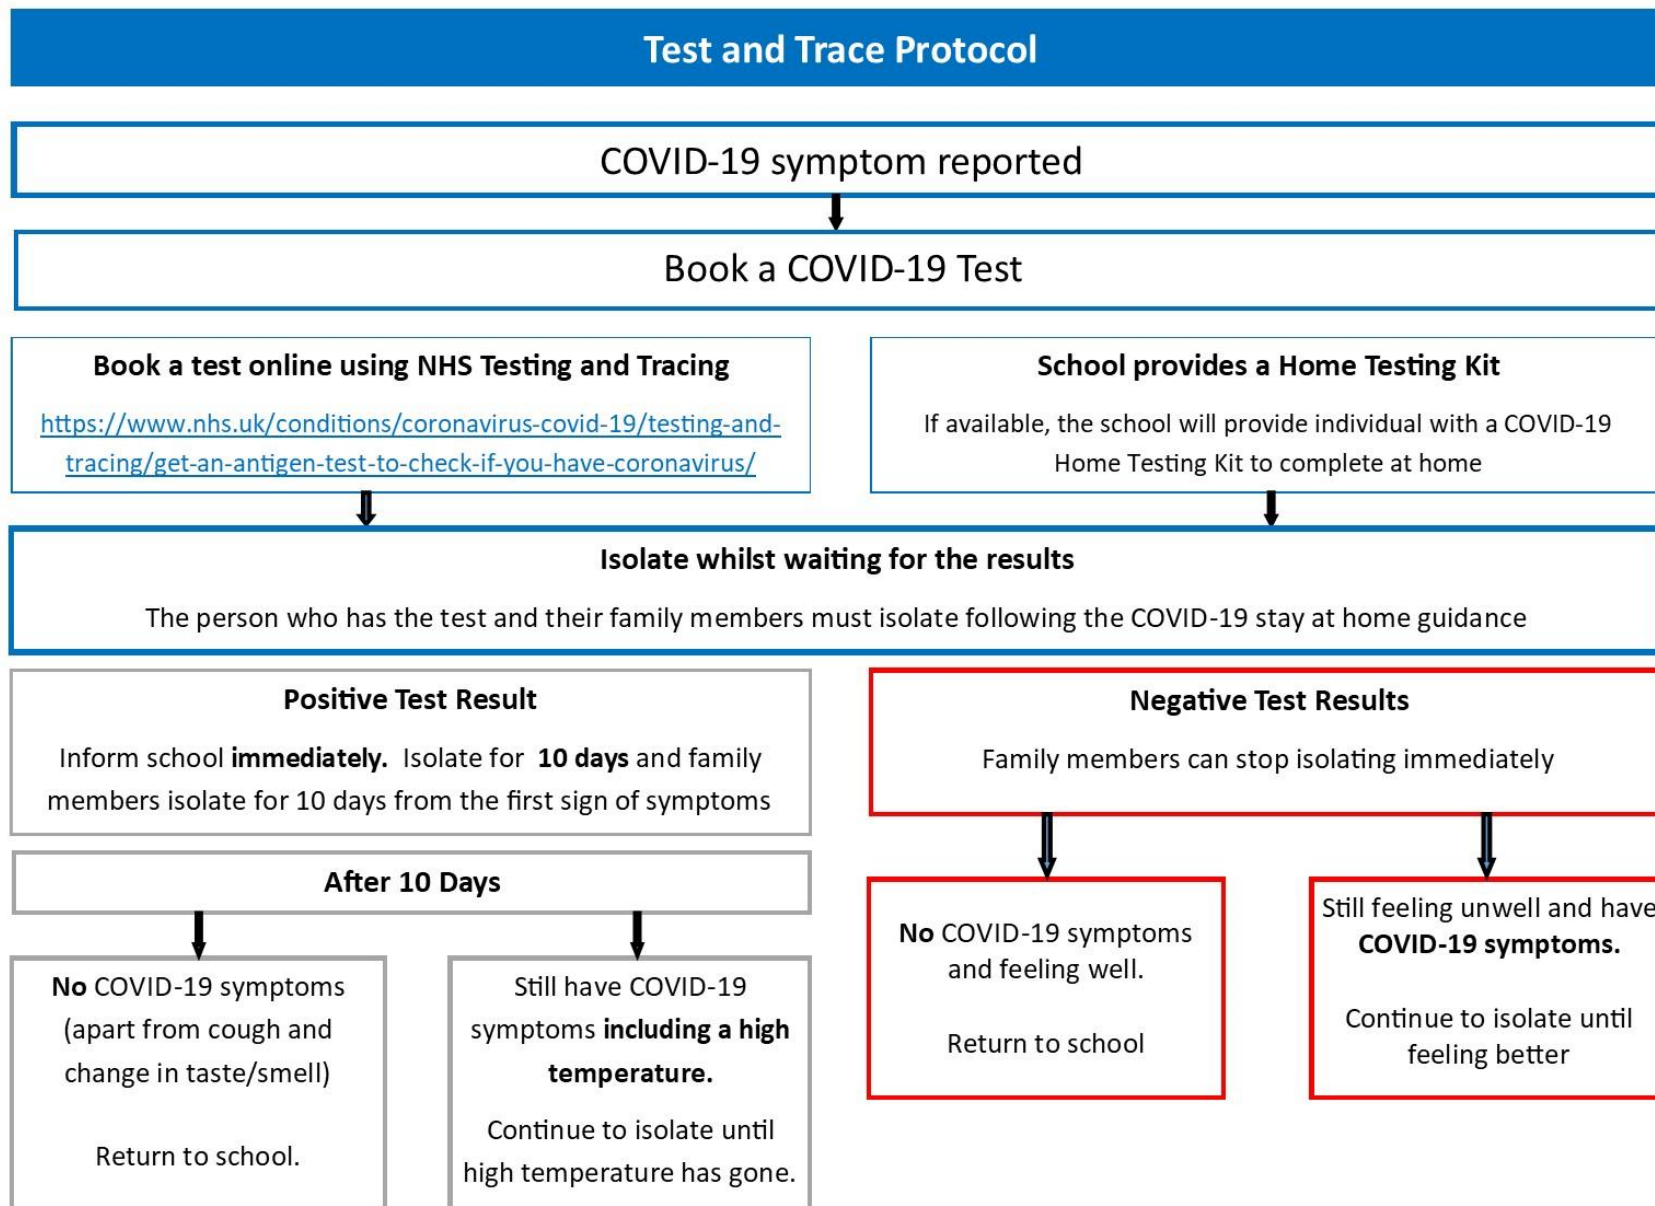 Test and Trace Protocol
COVID-19 symptom reported
Book a COVID-19 Test
Book a test online using NHS Testing and Tracing
https://www.nhs.uk/conditions/coronavirus-covid-19/testing-and-
tracing/get-an-antigen-test-to-check-if-you-have-coronavirus/
School provides a Home Testing Kit
If available, the school will provide individual with a COVID-19
Home Testing Kit to complete at home
Isolate whilst waiting for the results
The person who has the test and their family members must isolate following the COVID-19 stay at home guidance
Positive Test Result
Inform school immediately. Isolate for 10 days and family
members isolate for 10 days from the first sign of symptoms
After 10 Days
No COVID-19 symptoms
(apart from cough and
change in taste/smell)
Return to school.
Still have COVID-19
symptoms including a high
temperature.
Continue to isolate until
high temperature has gone.
Negative Test Results
Family members can stop isolating immediately
No COVID-19 symptoms
and feeling well.
Return to school
Still feeling unwell and have
COVID-19 symptoms.
Continue to isolate until
feeling better